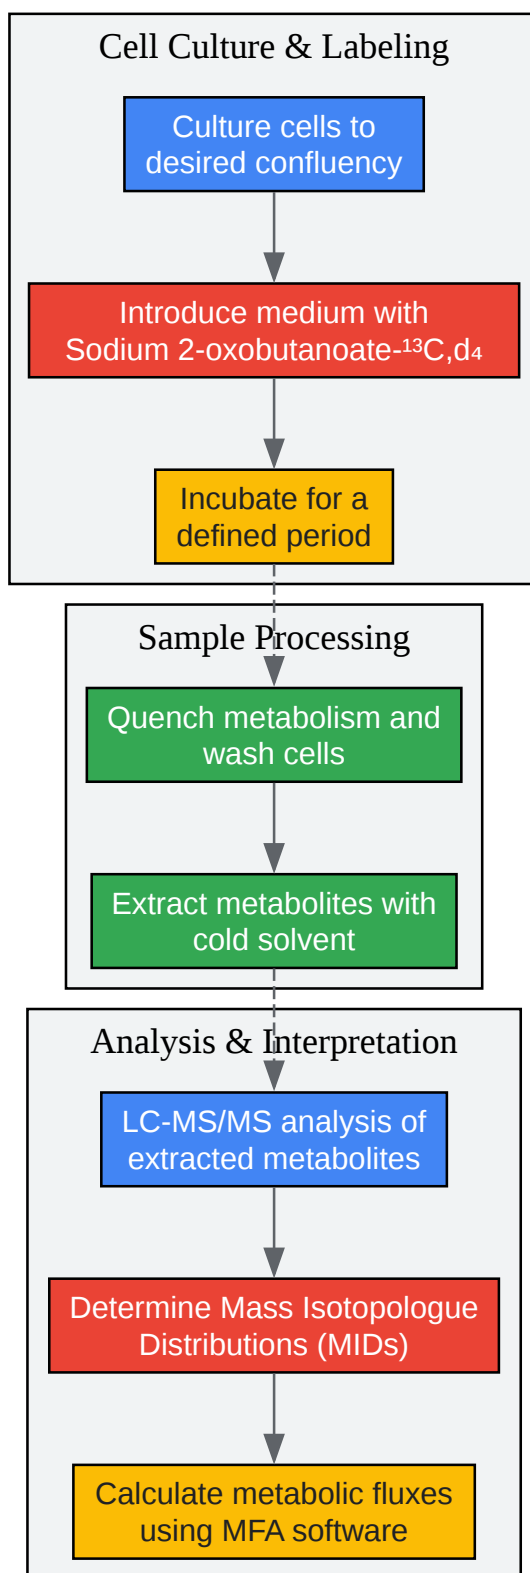 Cell Culture & Labeling
Culture cells to
desired confluency
Introduce medium with
Sodium 2-oxobutanoate-¹³C,d₄
Incubate for a
defined period
Sample Processing
Quench metabolism and
wash cells
Extract metabolites with
cold solvent
Analysis & Interpretation
LC-MS/MS analysis of
extracted metabolites
Determine Mass Isotopologue
Distributions (MIDs)
Calculate metabolic fluxes
using MFA software